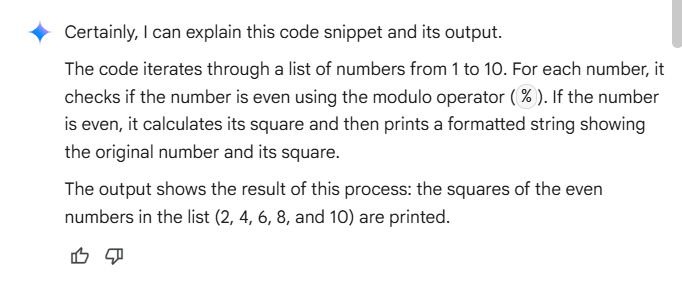 Certainly, I can explain this code snippet and its output.
The code iterates through a list of numbers from 1 to 10. For each number, it
checks if the number is even using the modulo operator ( % ). If the number
is even, it calculates its square and then prints a formatted string showing
the original number and its square.
The output shows the result of this process: the squares of the even
numbers in the list (2, 4, 6, 8, and 10) are printed.